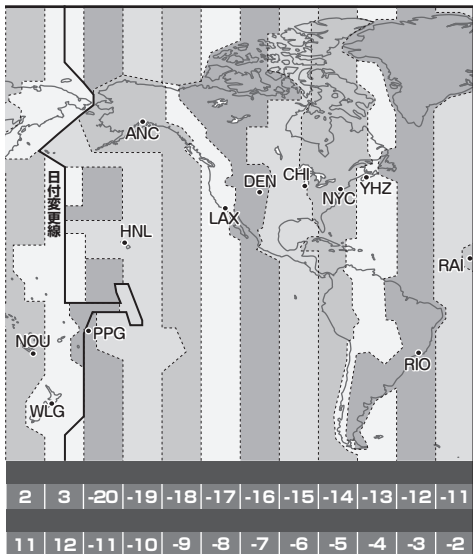 ANC
DEN
CHI
NYC
YHZ
LAX
日付変更線
HNL
RAI
PPG
NOU
RIO
WLG
2 3 -20 -19 -18 -17 -16 -15 -14 -13 -12 -11
11 12 -11 -10 -9 -8 -7 -6 -5 -4 -3 -2